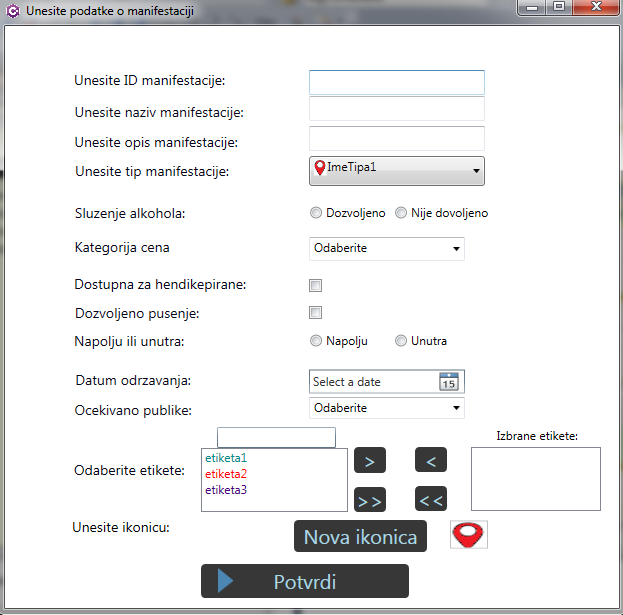 Unesite podatke o manifestaciji
Unesite ID manifestacije:
Unesite naziv manifestacije:
Unesite opis manifestacije:
Unesite tip manifestacije: ImeTipa1
Sluzenje alkohola: Dozvoljeno Nije dovoljeno
Kategorija cena Odaberite
Dostupna za hendikepirane:
Dozvoljeno pusenje:
Napolju ili unutra: Napolju Unutra
Datum odrzavanja: Select a date 15
Ocekivano publike: Odaberite
Izbrane etikete:
Odaberite etikete:
etiketa1
etiketa2
etiketa3
> <
>> <<
Unesite ikonicu: Nova ikonica
Potvrdi